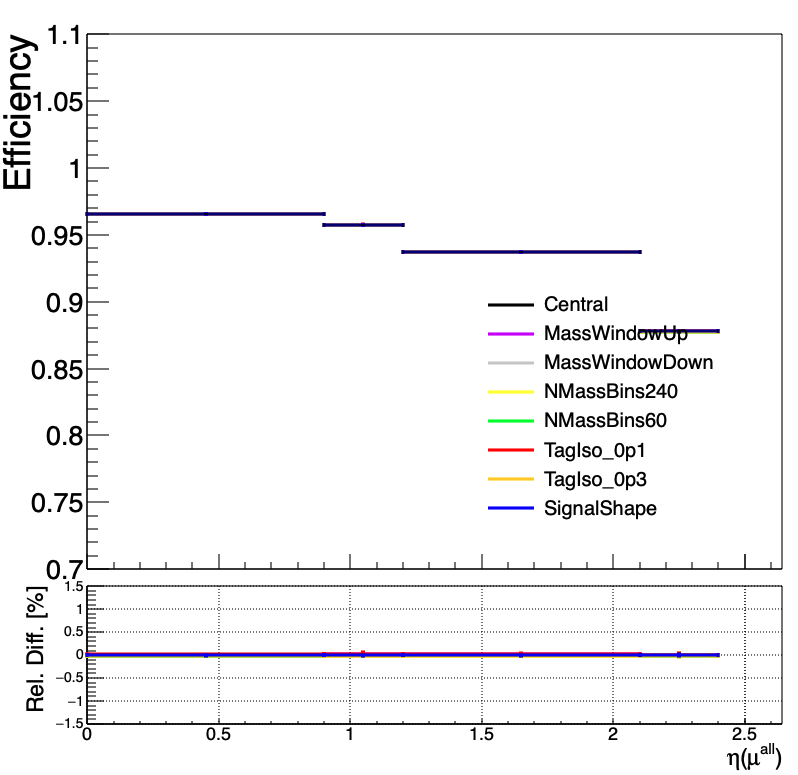 Efficiency
1.1
1.05
1
0.95
0.9
0.85
0.8
0.75
0.7
Central
MassWindowUp
MassWindowDown
NMassBins240
NMassBins60
TagIso_0p1
TagIso_0p3
SignalShape
Rel. Diff. [%]
1.5
1
0.5
0
−0.5
−1
−1.5
0 0.5 1 1.5 2 2.5
η(μ^all)